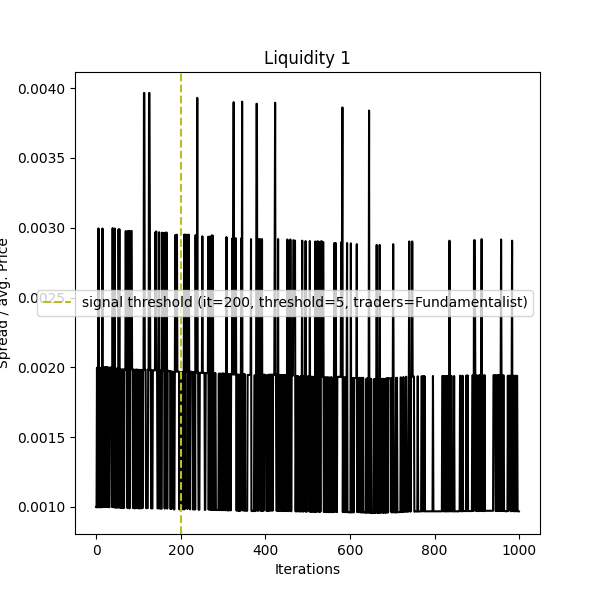 Liquidity 1
0.0040
0.0035
0.0030
0.0025
0.0020
0.0015
0.0010
Spread / avg. Price
signal threshold (it=200, threshold=5, traders=Fundamentalist)
0 200 400 600 800 1000
Iterations